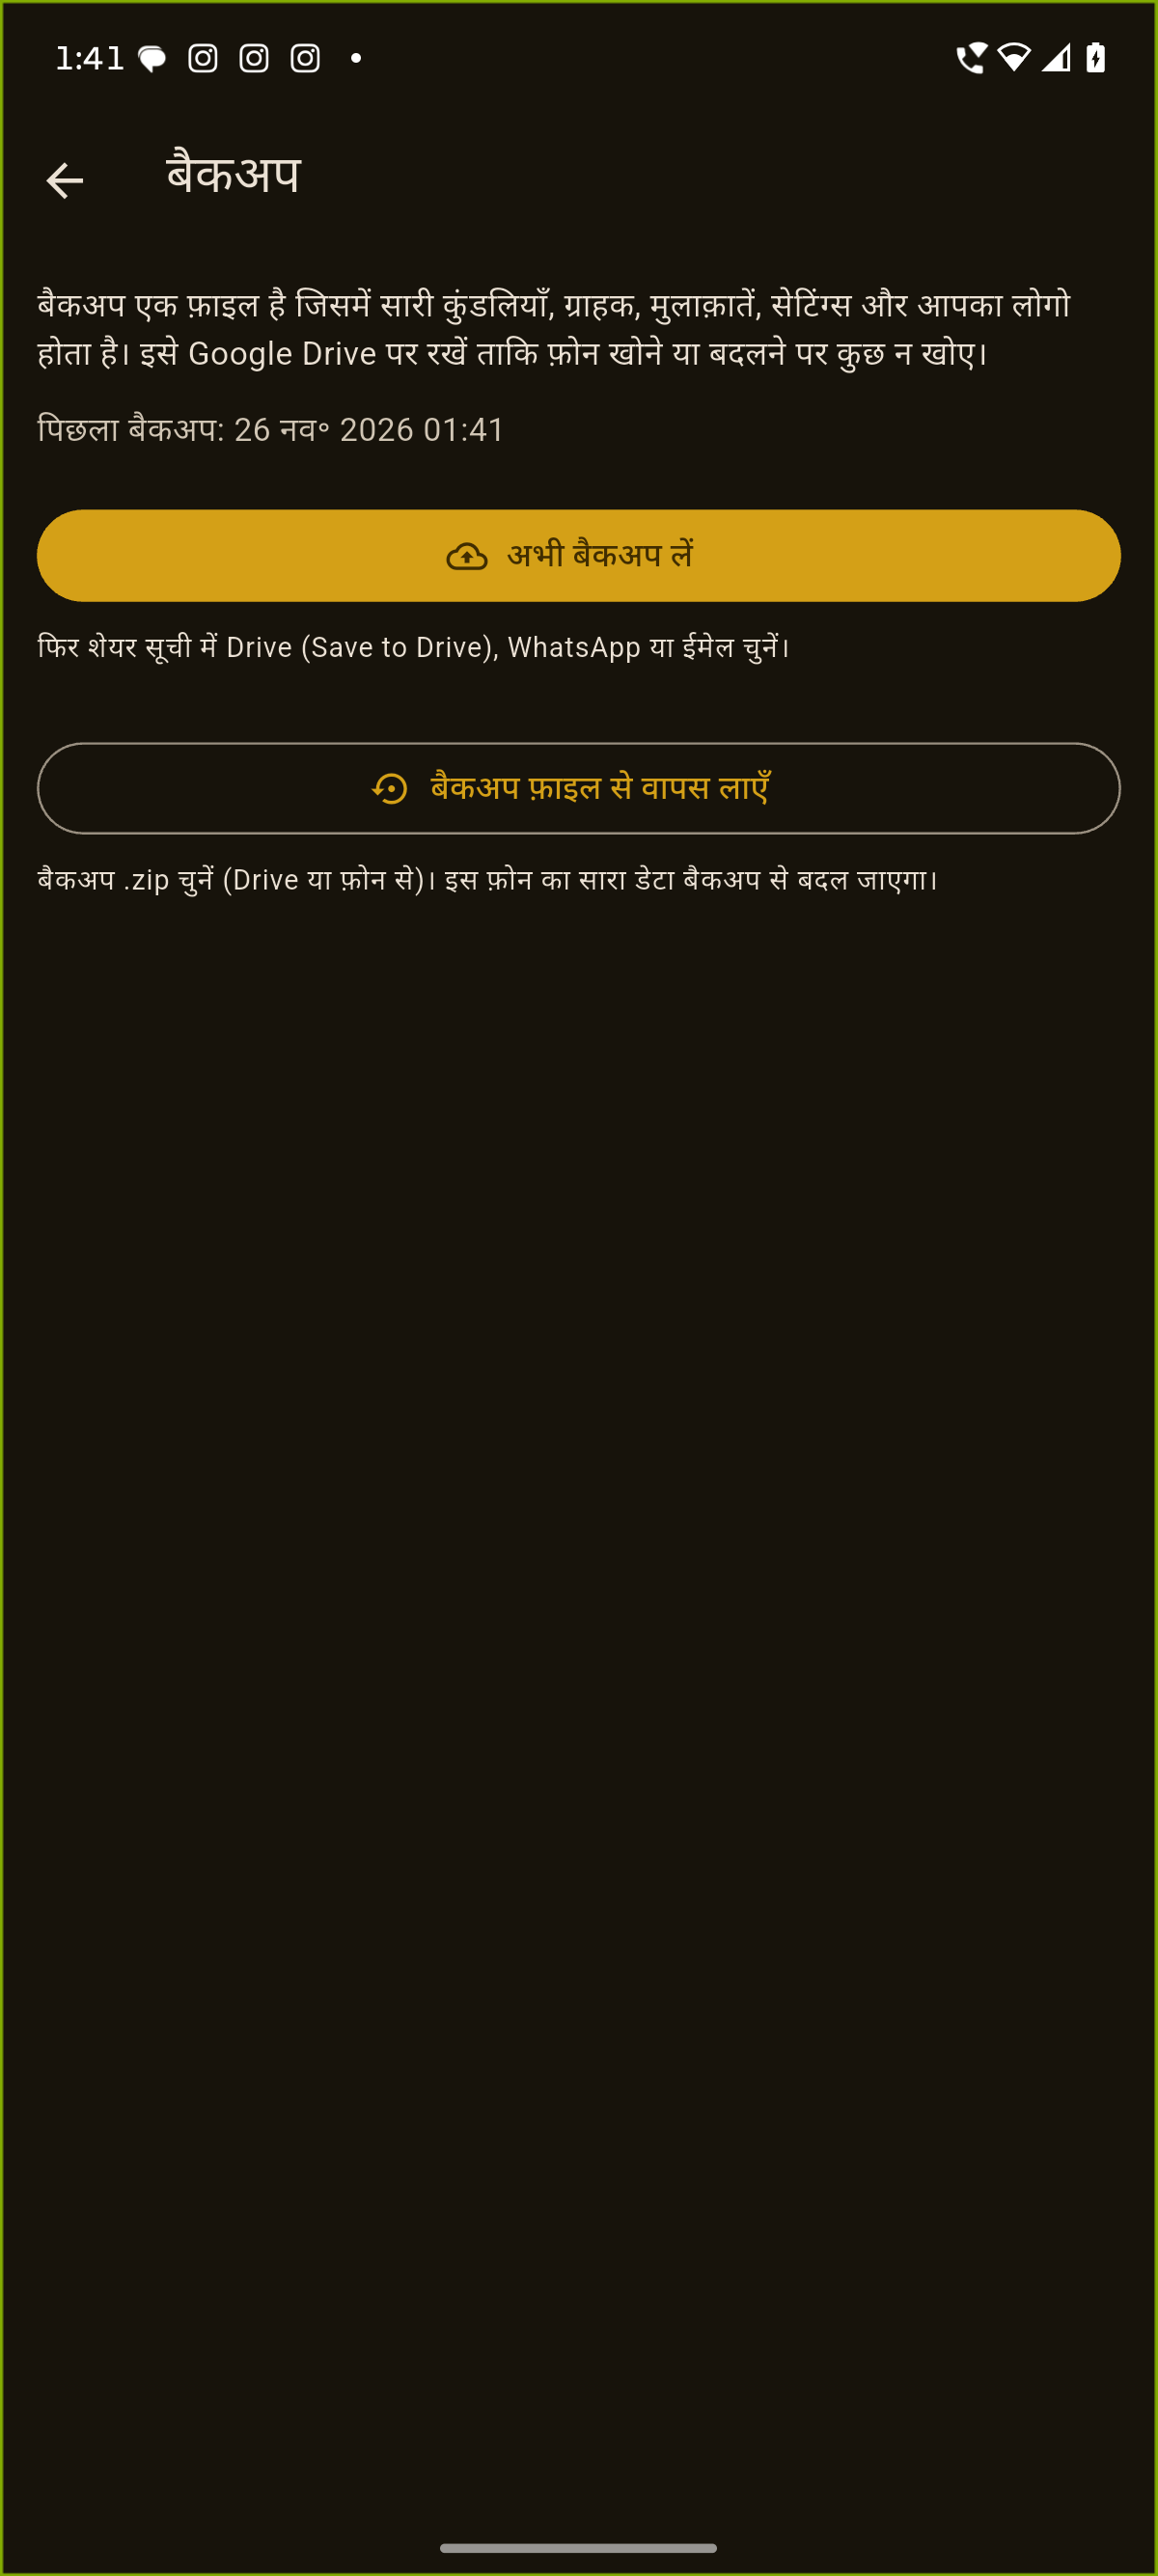 1:41
बैकअप
बैकअप एक फ़ाइल है जिसमें सारी कुंडलियाँ, ग्राहक, मुलाक़ातें, सेटिंग्स और आपका लोगो
होता है। इसे Google Drive पर रखें ताकि फ़ोन खोने या बदलने पर कुछ न खोए।
पिछला बैकअप: 26 नव॰ 2026 01:41
अभी बैकअप लें
फिर शेयर सूची में Drive (Save to Drive), WhatsApp या ईमेल चुनें।
बैकअप फ़ाइल से वापस लाएँ
बैकअप .zip चुनें (Drive या फ़ोन से)। इस फ़ोन का सारा डेटा बैकअप से बदल जाएगा।